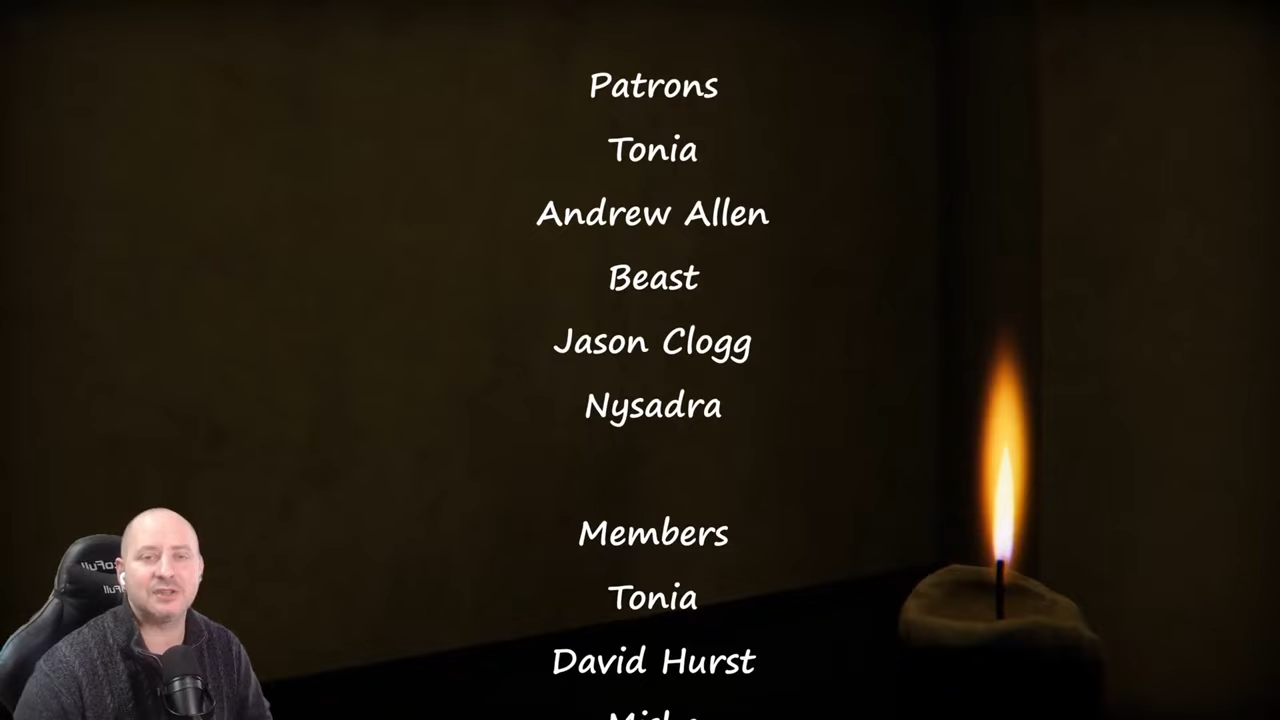 Patrons
Tonia
Andrew Allen
Beast
Jason Clogg
Nysadra
Members
Tonia
David Hurst